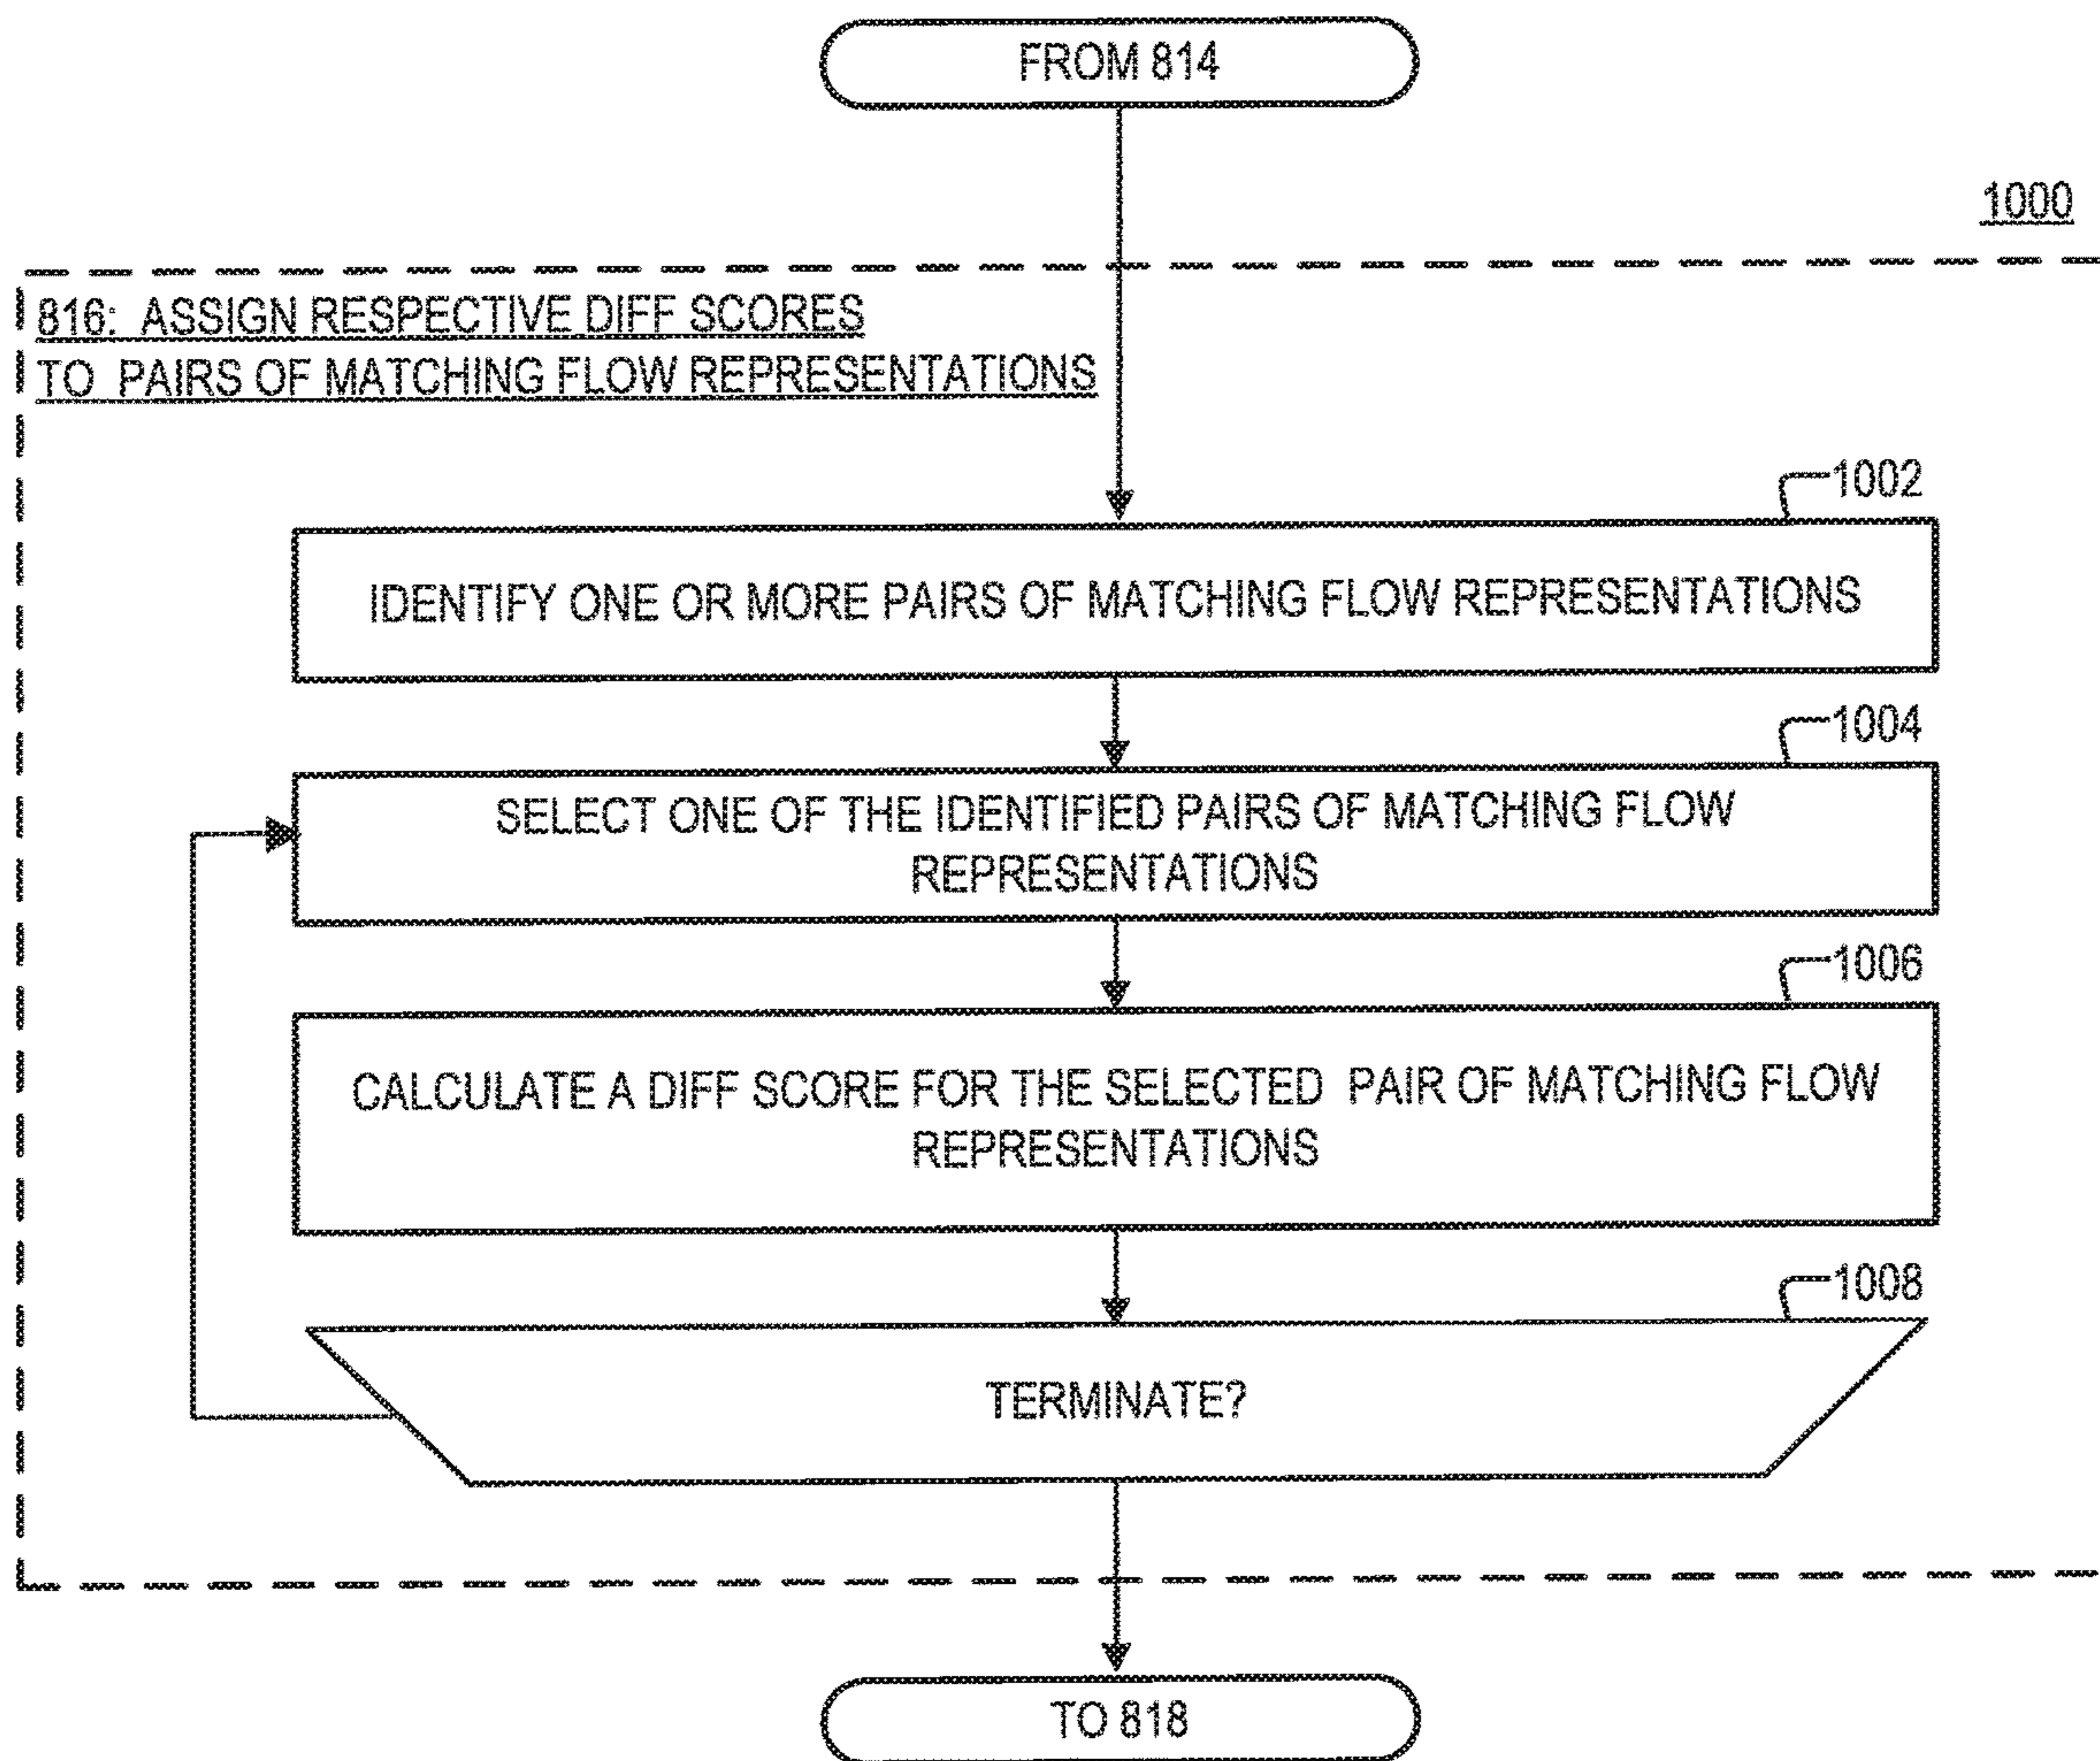 FROM 814
1000
816: ASSIGN RESPECTIVE DIFF SCORES
TO PAIRS OF MATCHING FLOW REPRESENTATIONS
1002
IDENTIFY ONE OR MORE PAIRS OF MATCHING FLOW REPRESENTATIONS
1004
SELECT ONE OF THE IDENTIFIED PAIRS OF MATCHING FLOW
REPRESENTATIONS
1006
CALCULATE A DIFF SCORE FOR THE SELECTED PAIR OF MATCHING FLOW
REPRESENTATIONS
1008
TERMINATE?
TO 818